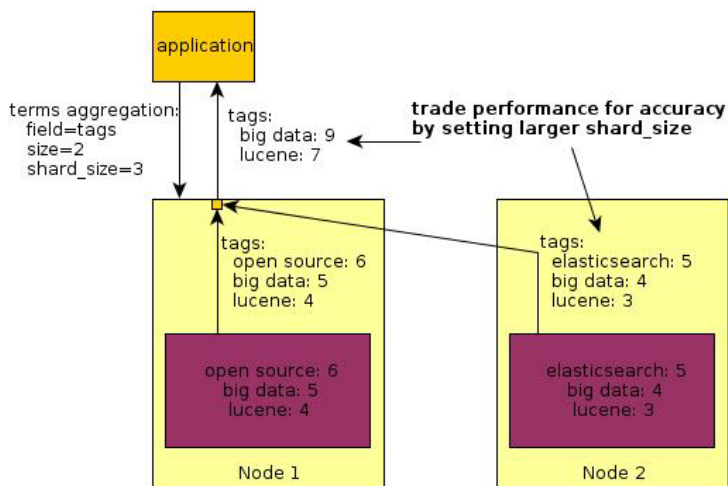 application
terms aggregation:
field=tags
size=2
shard_size=3
tags:
big data: 9
lucene: 7
trade performance for accuracy
by setting larger shard_size
tags:
open source: 6
big data: 5
lucene: 4
tags:
elasticsearch: 5
big data: 4
lucene: 3
open source: 6
big data: 5
lucene: 4
elasticsearch: 5
big data: 4
lucene: 3
Node 1
Node 2